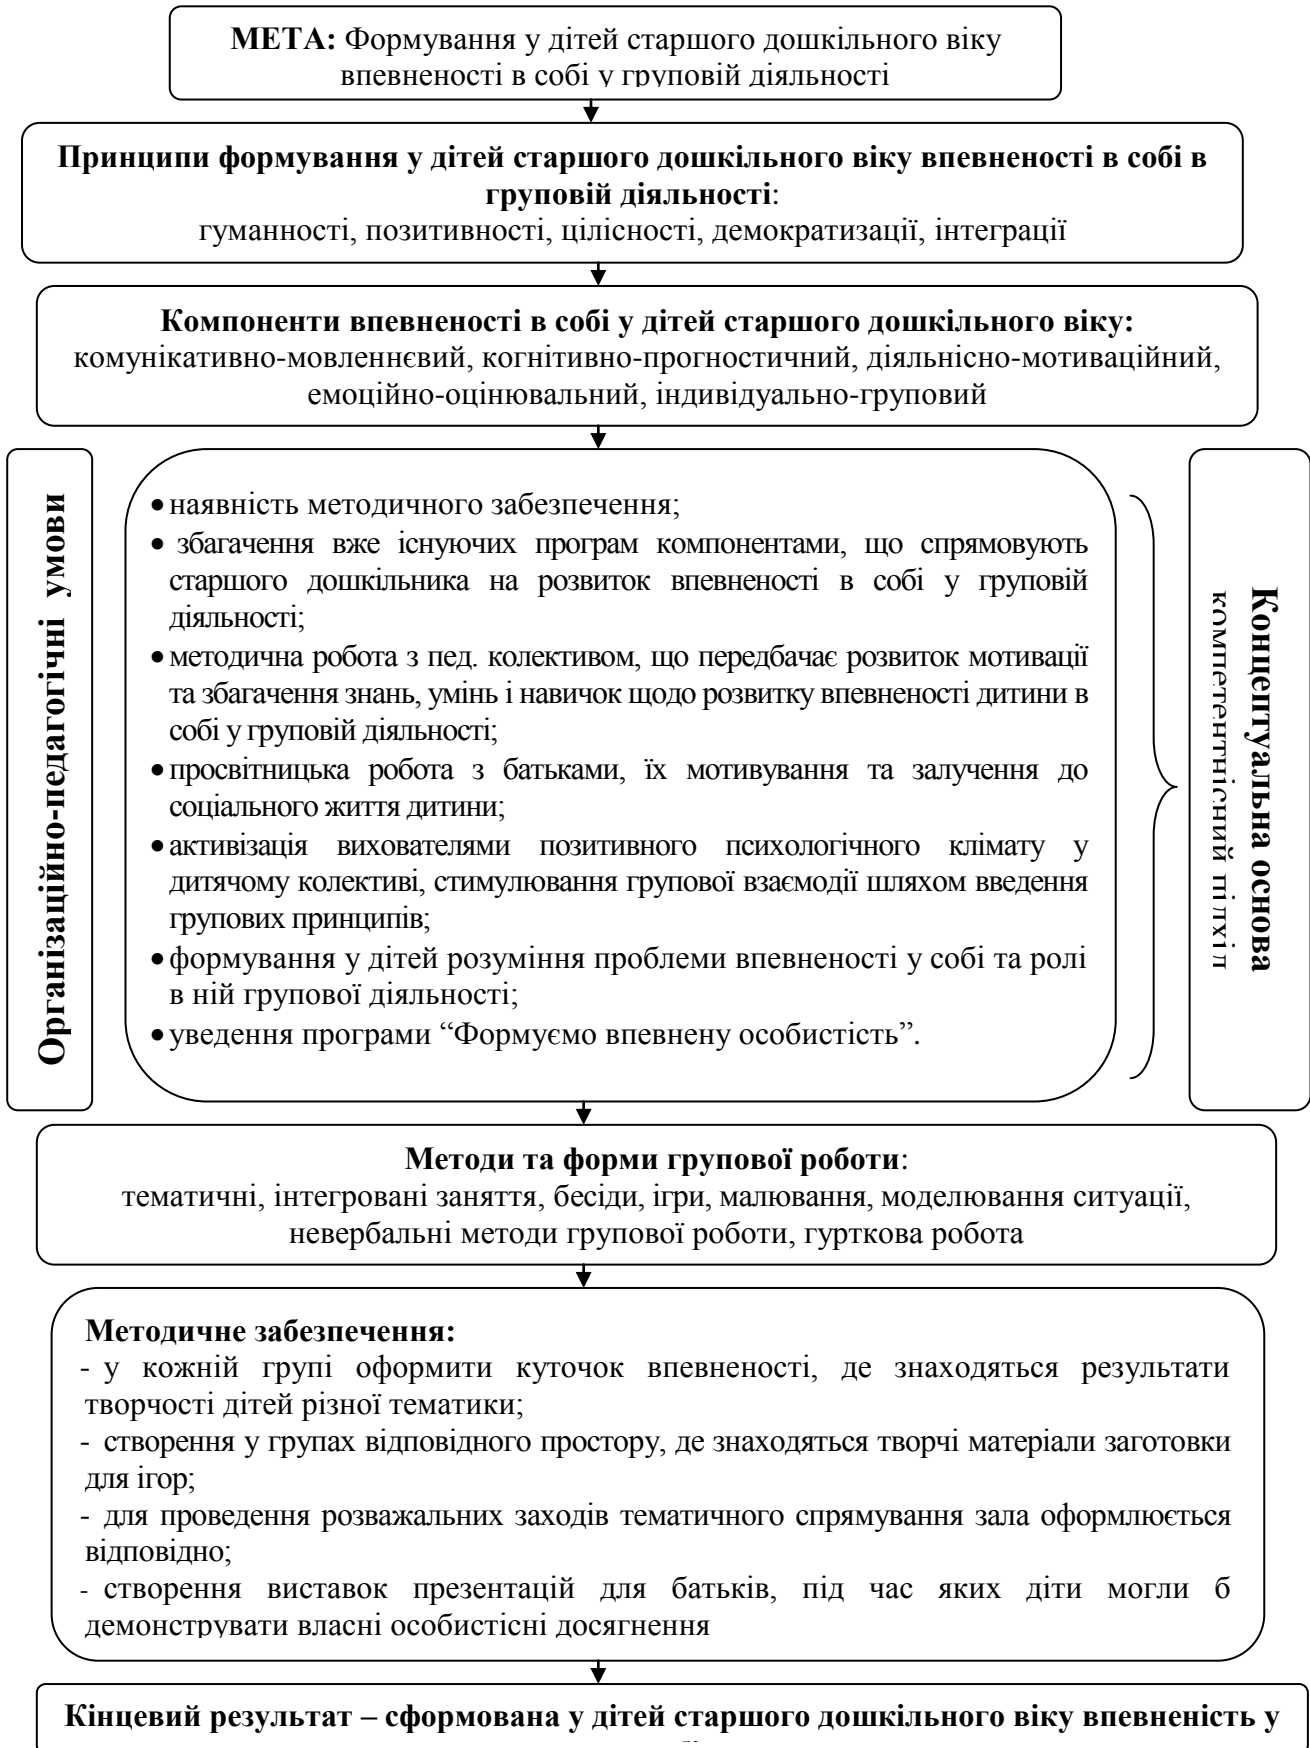 МЕТА: Формування у дітей старшого дошкільного віку
впевненості в собі у груповій діяльності
Принципи формування у дітей старшого дошкільного віку впевненості в собі в
груповій діяльності:
гуманності, позитивності, цілісності, демократизації, інтеграції
Компоненти впевненості в собі у дітей старшого дошкільного віку:
комунікативно-мовленнєвий, когнітивно-прогностичний, діяльнісно-мотиваційний,
емоційно-оцінювальний, індивідуально-груповий
Організаційно-педагогічні умови
• наявність методичного забезпечення;
• збагачення вже існуючих програм компонентами, що спрямовують
старшого дошкільника на розвиток впевненості в собі у груповій
діяльності;
• методична робота з пед. колективом, що передбачає розвиток мотивації
та збагачення знань, умінь і навичок щодо розвитку впевненості дитини в
собі у груповій діяльності;
• просвітницька робота з батьками, їх мотивування та залучення до
соціального життя дитини;
• активізація вихователями позитивного психологічного клімату у
дитячому колективі, стимулювання групової взаємодії шляхом введення
групових принципів;
• формування у дітей розуміння проблеми впевненості у собі та ролі
в ній групової діяльності;
• уведення програми “Формуємо впевнену особистість”.
Концептуальна основа
компетентнісний підхід
Методи та форми групової роботи:
тематичні, інтегровані заняття, бесіди, ігри, малювання, моделювання ситуації,
невербальні методи групової роботи, гурткова робота
Методичне забезпечення:
- у кожній групі оформити куточок впевненості, де знаходяться результати
творчості дітей різної тематики;
- створення у групах відповідного простору, де знаходяться творчі матеріали заготовки
для ігор;
- для проведення розважальних заходів тематичного спрямування зала оформлюється
відповідно;
- створення виставок презентацій для батьків, під час яких діти могли б
демонструвати власні особистісні досягнення
Кінцевий результат – сформована у дітей старшого дошкільного віку впевненість у